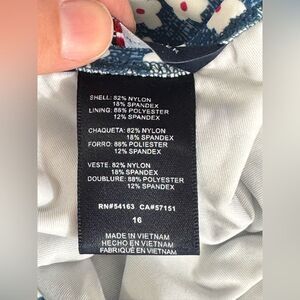 SHELL: 82% NYLON
18% SPANDEX
LINING: 88% POLYESTER
12% SPANDEX
CHAQUETA: 82% NYLON
18% SPANDEX
FORRO: 88% POLYESTER
12% SPANDEX
VESTE: 82% NYLON
18% SPANDEX
DOUBLURE: 88% POLYESTER
12% SPANDEX
RN#54163 CA#57151
16
MADE IN VIETNAM
HECHO EN VIETNAM
FABRIQUÉ EN VIETNAM